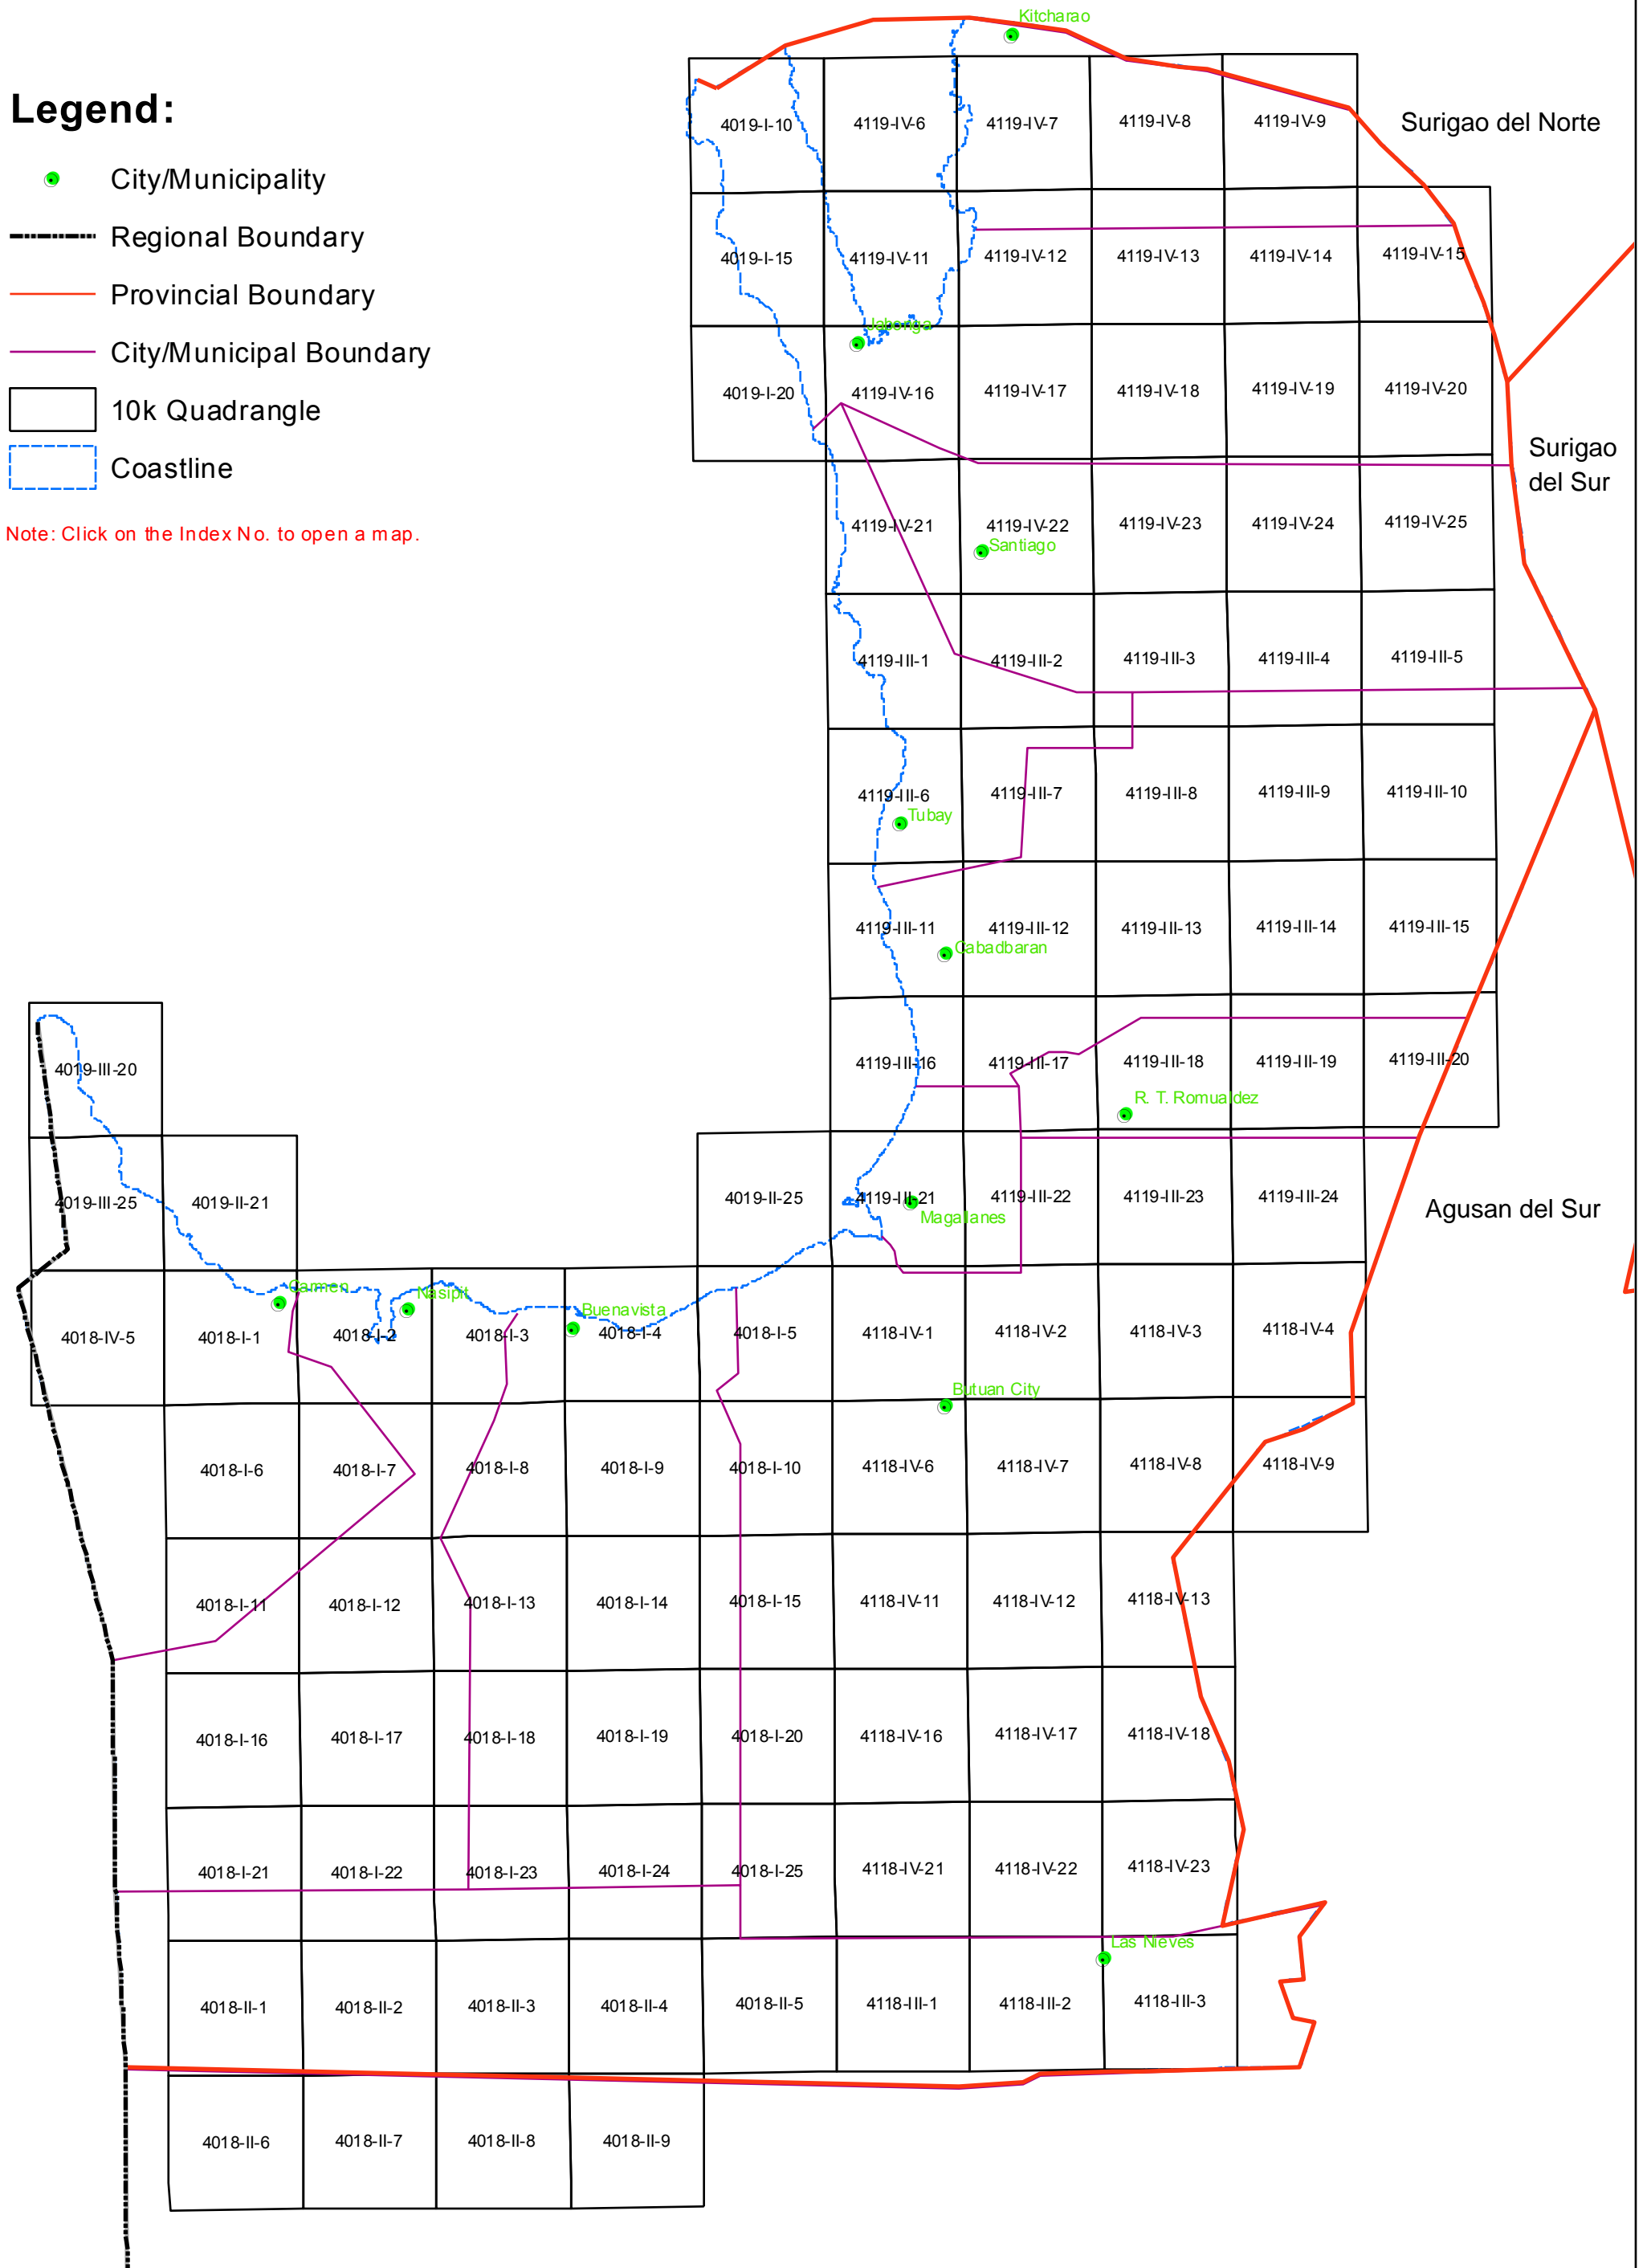 Kitcharao
Legend:
City/Municipality
Regional Boundary
Provincial Boundary
City/Municipal Boundary
10k Quadrangle
Coastline
Note: Click on the Index No. to open a map.
4019-I-10 4119-IV-6 4119-IV-7 4119-IV-8 4119-IV-9
Surigao del Norte
4019-I-15 4119-IV-11 4119-IV-12 4119-IV-13 4119-IV-14 4119-IV-15
Jabonga
4019-I-20 4119-IV-16 4119-IV-17 4119-IV-18 4119-IV-19 4119-IV-20
Surigao
del Sur
4119-IV-21 4119-IV-22 4119-IV-23 4119-IV-24 4119-IV-25
Santiago
4119-III-1 4119-III-2 4119-III-3 4119-III-4 4119-III-5
4119-III-6 4119-III-7 4119-III-8 4119-III-9 4119-III-10
Tubay
4119-III-11 4119-III-12 4119-III-13 4119-III-14 4119-III-15
Cabadbaran
4019-III-20 4119-III-16 4119-III-17 4119-III-18 4119-III-19 4119-III-20
R. T. Romualdez
4019-III-25 4019-II-21 4019-II-25 4119-III-21 4119-III-22 4119-III-23 4119-III-24
Agusan del Sur
Magallanes
Carmen Nasipit Buenavista
4018-IV-5 4018-I-1 4018-I-2 4018-I-3 4018-I-4 4018-I-5 4118-IV-1 4118-IV-2 4118-IV-3 4118-IV-4
Butuan City
4018-I-6 4018-I-7 4018-I-8 4018-I-9 4018-I-10 4118-IV-6 4118-IV-7 4118-IV-8 4118-IV-9
4018-I-11 4018-I-12 4018-I-13 4018-I-14 4018-I-15 4118-IV-11 4118-IV-12 4118-IV-13
4018-I-16 4018-I-17 4018-I-18 4018-I-19 4018-I-20 4118-IV-16 4118-IV-17 4118-IV-18
4018-I-21 4018-I-22 4018-I-23 4018-I-24 4018-I-25 4118-IV-21 4118-IV-22 4118-IV-23
Las Nieves
4018-II-1 4018-II-2 4018-II-3 4018-II-4 4018-II-5 4118-III-1 4118-III-2 4118-III-3
4018-II-6 4018-II-7 4018-II-8 4018-II-9